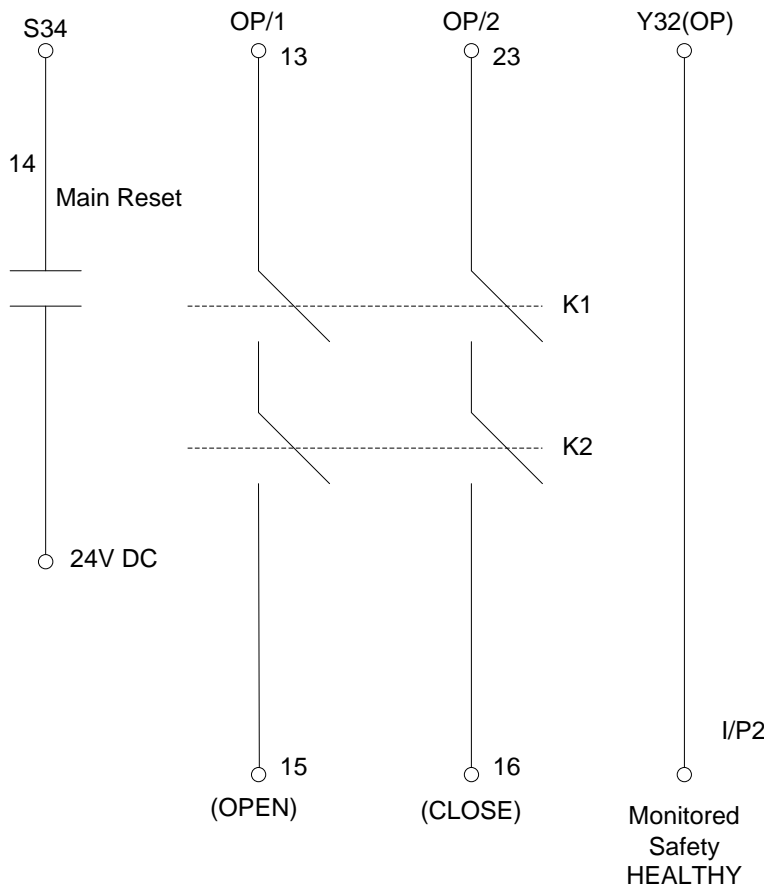 S34
OP/1
OP/2
Y32(OP)
13
23
14
Main Reset
K1
K2
24V DC
I/P2
15
16
(OPEN)
(CLOSE)
Monitored
Safety
HEALTHY